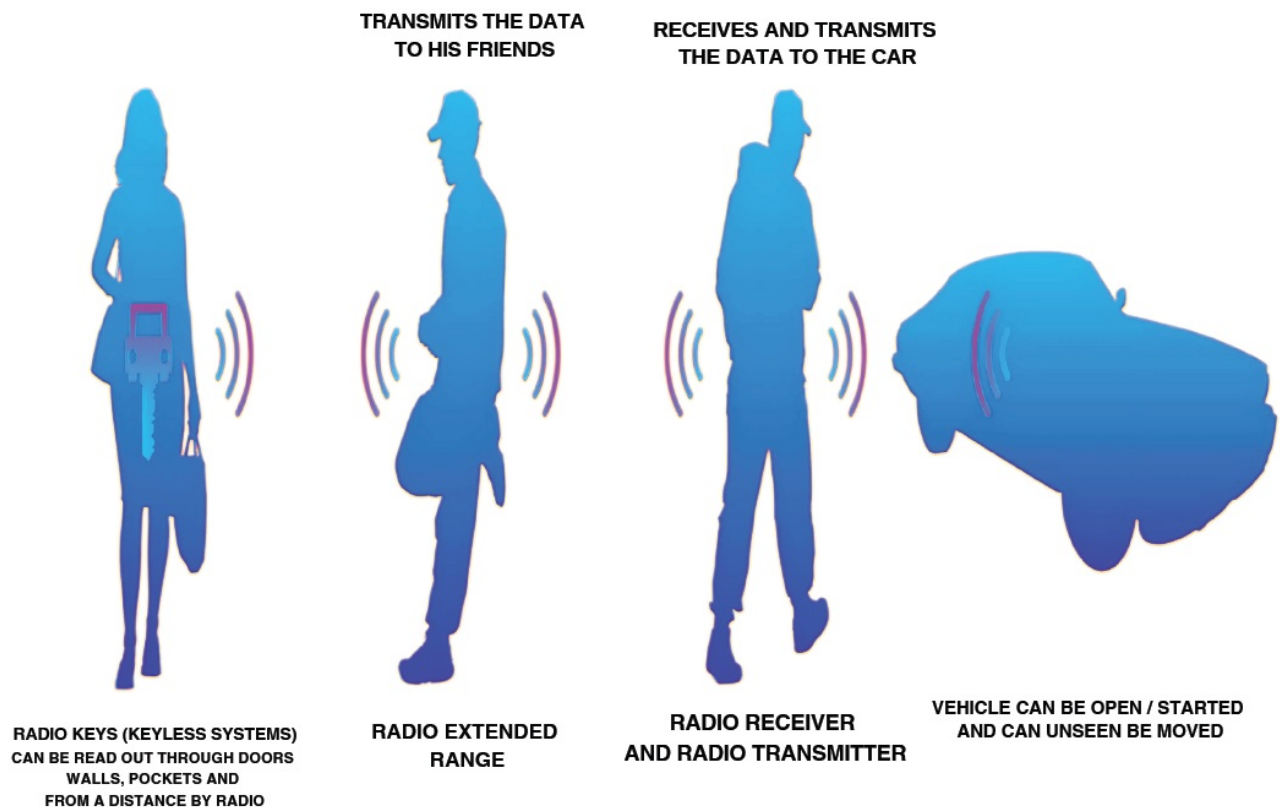 TRANSMITS THE DATA
TO HIS FRIENDS
RECEIVES AND TRANSMITS
THE DATA TO THE CAR
RADIO KEYS (KEYLESS SYSTEMS)
CAN BE READ OUT THROUGH DOORS
WALLS, POCKETS AND
FROM A DISTANCE BY RADIO
RADIO EXTENDED
RANGE
RADIO RECEIVER
AND RADIO TRANSMITTER
VEHICLE CAN BE OPEN / STARTED
AND CAN UNSEEN BE MOVED